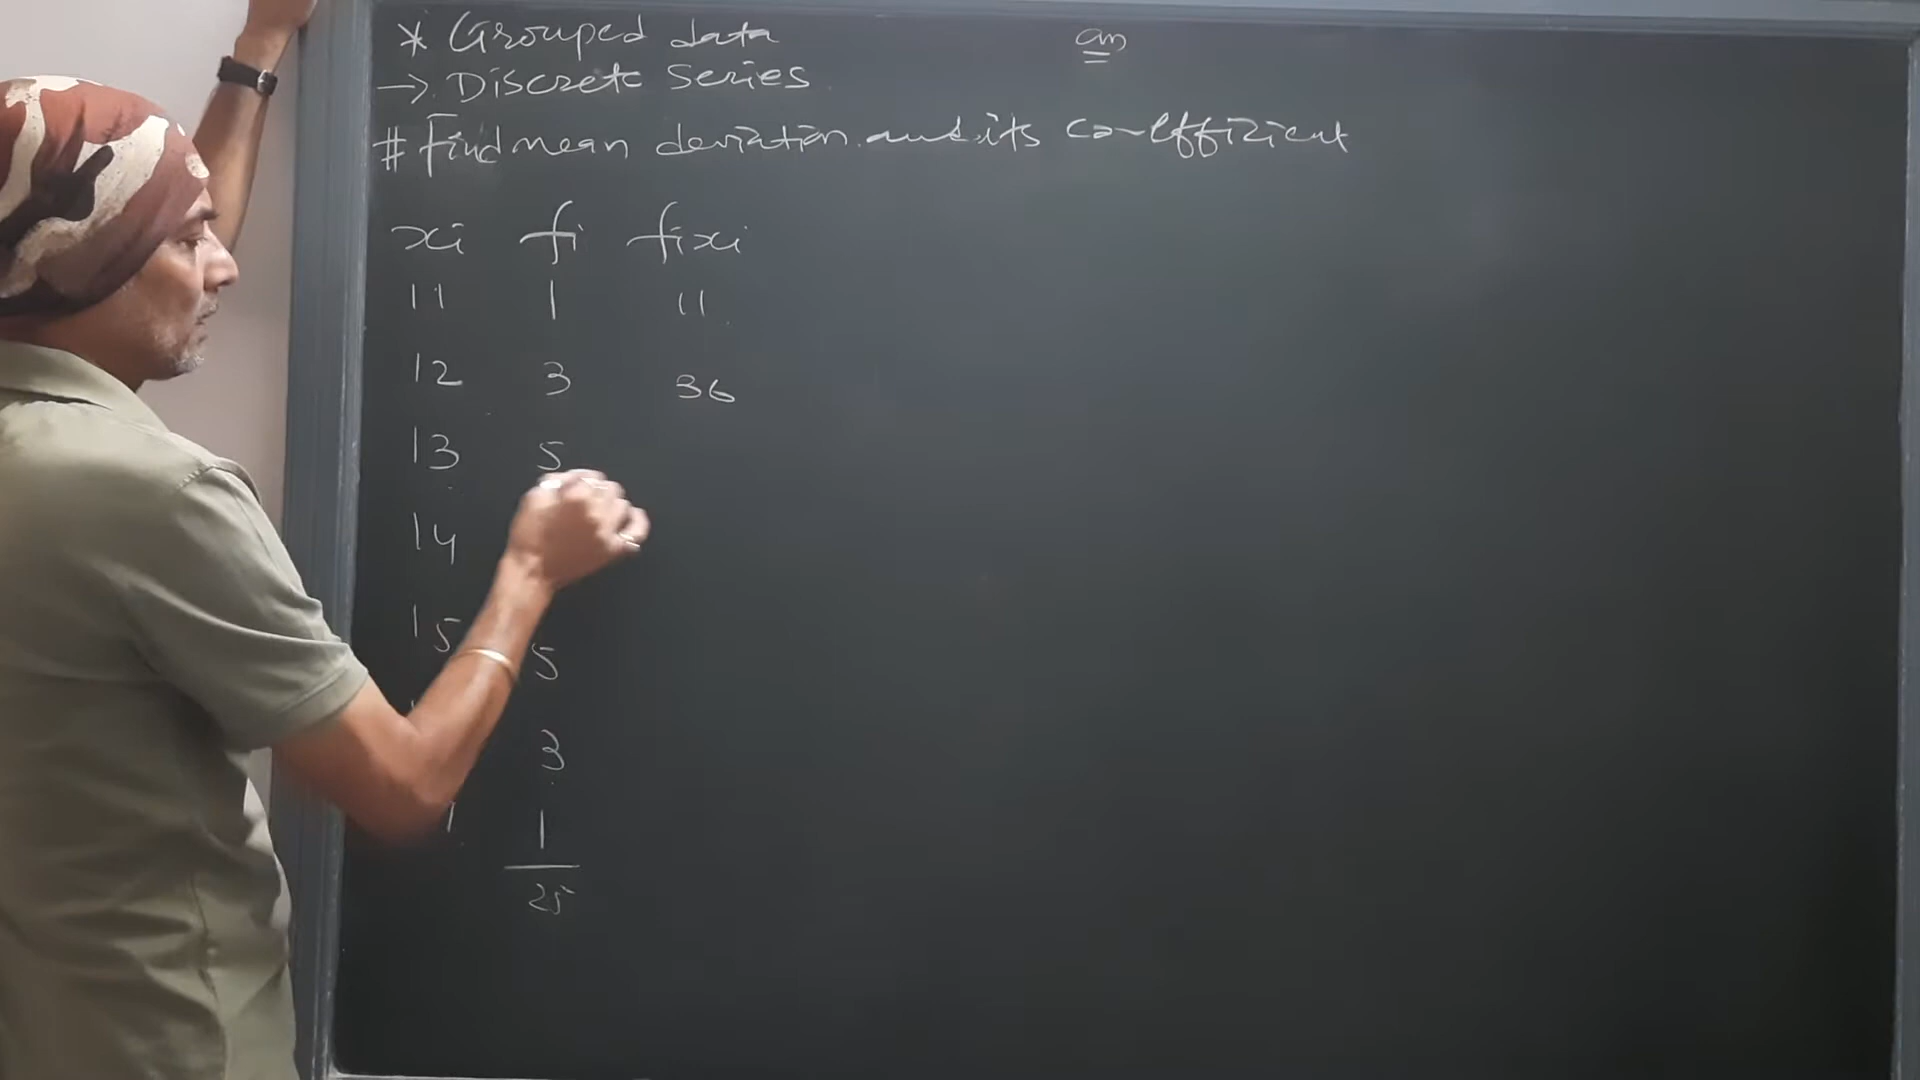 * Grouped data
→ Discrete Series
# Find mean deviation and its co-efficient
xi fi fixi
11 1 11
12 3 36
13 5
14
15 5
3
1
25